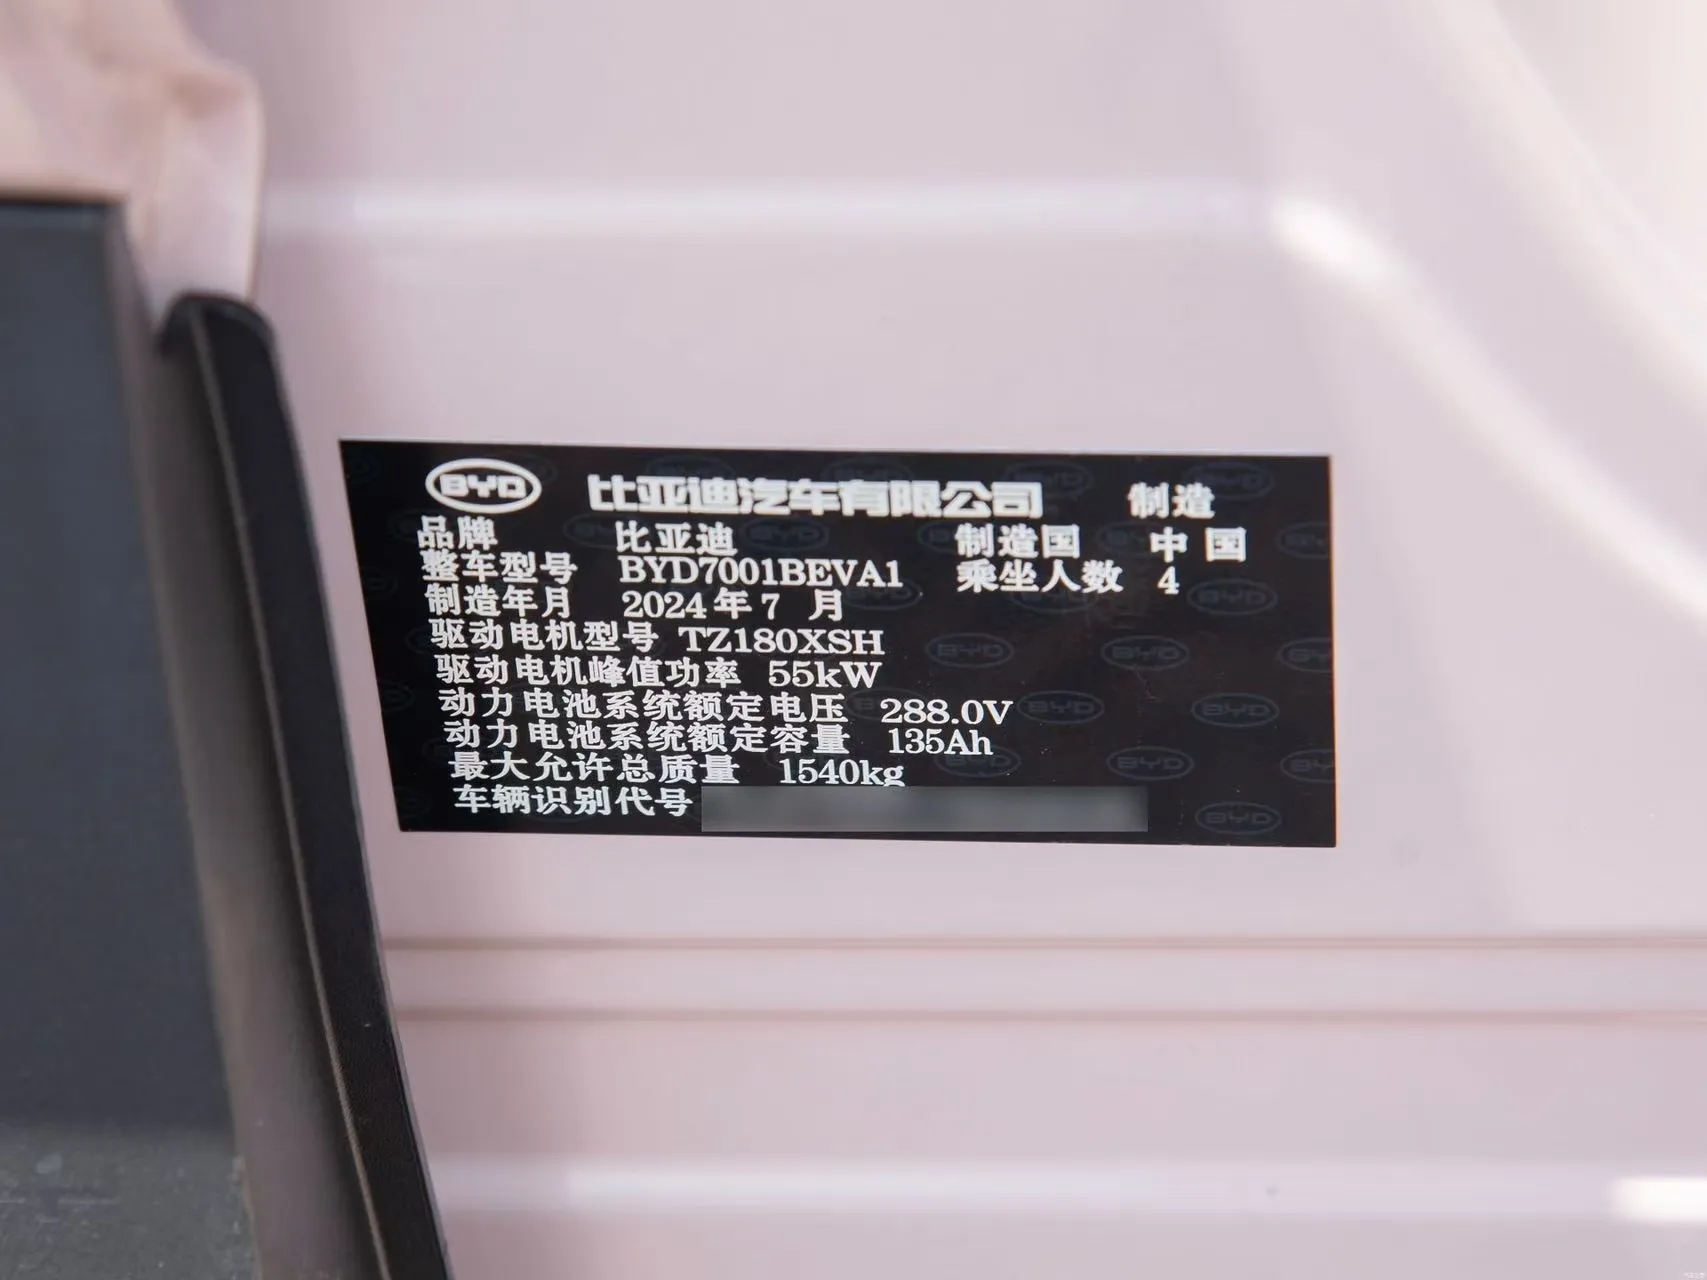 BYD 比亚迪汽车有限公司 制造
品牌 比亚迪 制造国 中国
整车型号 BYD7001BEVA1 乘坐人数 4
制造年月 2024年7 月
驱动电机型号 TZ180XSH
驱动电机峰值功率 55kW
动力电池系统额定电压 288.0V
动力电池系统额定容量 135Ah
最大允许总质量 1540kg
车辆识别代号